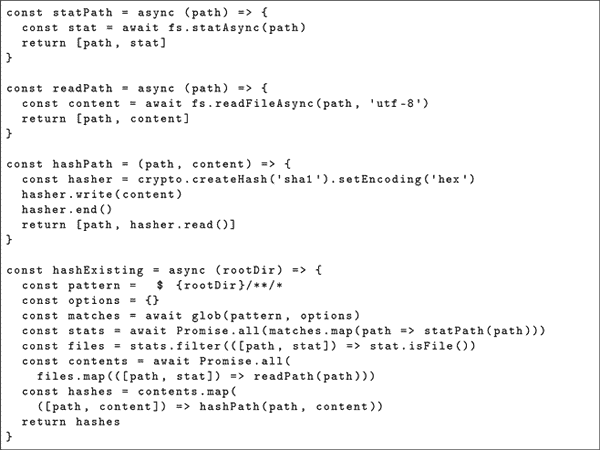 const statPath = async (path) => {
  const stat = await fs.statAsync(path)
  return [path, stat]
}

const readPath = async (path) => {
  const content = await fs.readFileAsync(path, 'utf-8')
  return [path, content]
}

const hashPath = (path, content) => {
  const hasher = crypto.createHash('sha1').setEncoding('hex')
  hasher.write(content)
  hasher.end()
  return [path, hasher.read()]
}

const hashExisting = async (rootDir) => {
  const pattern =  $ {rootDir}/**/*
  const options = {}
  const matches = await glob(pattern, options)
  const stats = await Promise.all(matches.map(path => statPath(path)))
  const files = stats.filter(([path, stat]) => stat.isFile())
  const contents = await Promise.all(
    files.map(([path, stat]) => readPath(path)))
  const hashes = contents.map(
    ([path, content]) => hashPath(path, content))
  return hashes
}